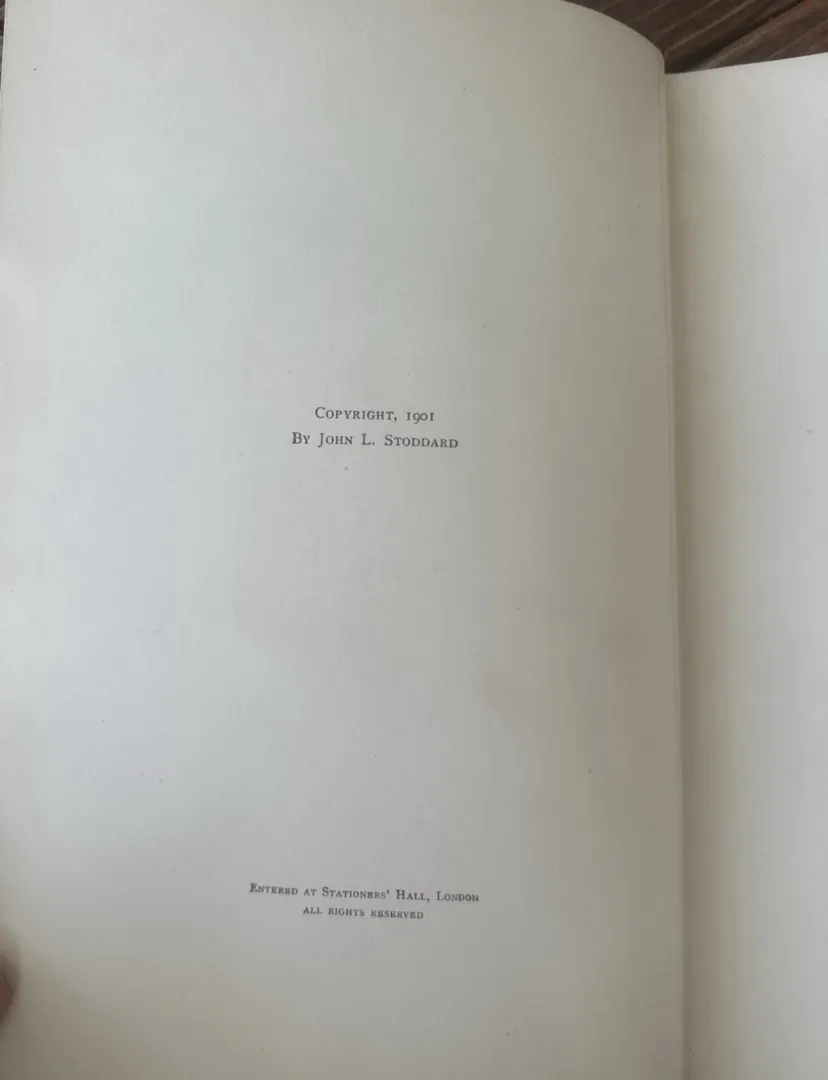 Copyright, 1901
By John L. Stoddard
Entered at Stationers' Hall, London
All rights reserved